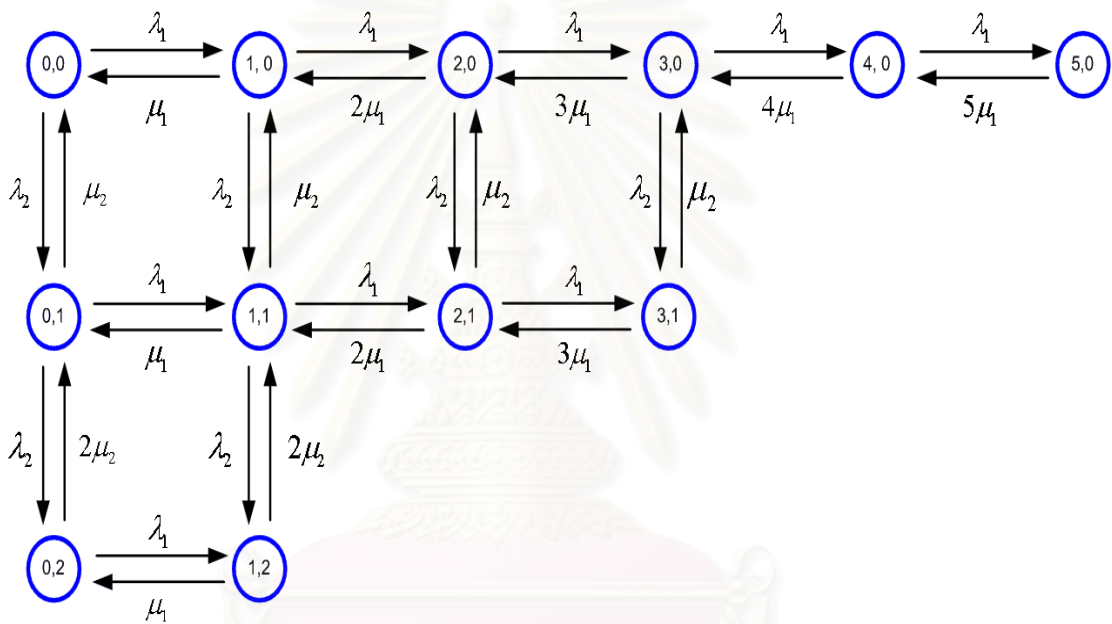 λ₁ λ₁ λ₁ λ₁ λ₁
0,0 1, 0 2,0 3,0 4, 0 5,0
μ₁ 2μ₁ 3μ₁ 4μ₁ 5μ₁
λ₂ μ₂ λ₂ μ₂ λ₂ μ₂ λ₂ μ₂
λ₁ λ₁ λ₁
0,1 1,1 2,1 3,1
μ₁ 2μ₁ 3μ₁
λ₂ 2μ₂ λ₂ 2μ₂
λ₁
0,2 1,2
μ₁